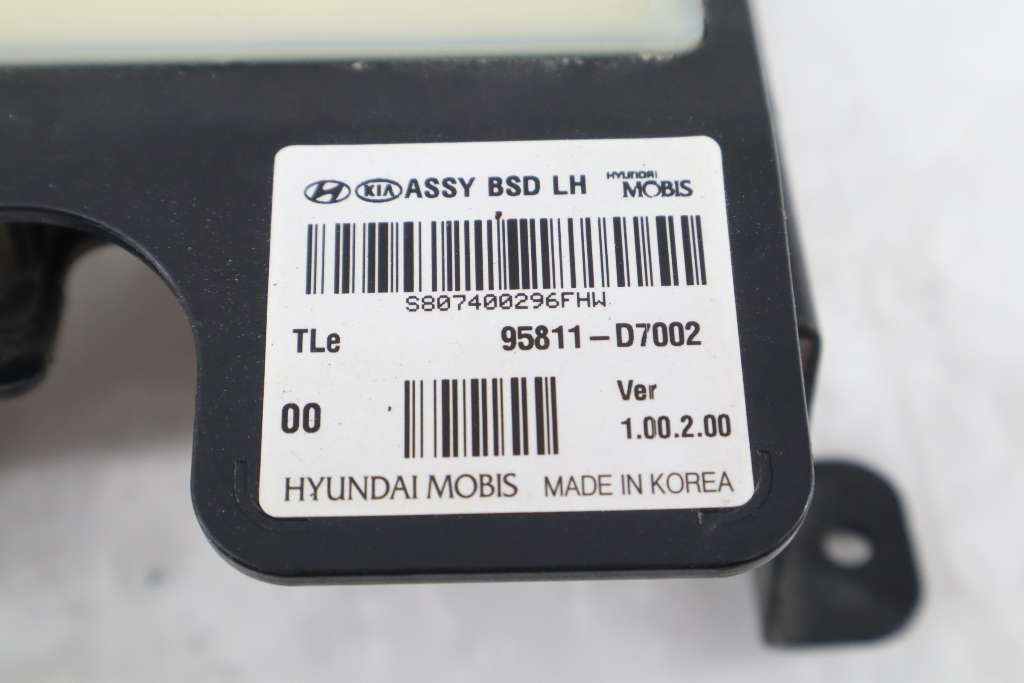 KIA ASSY BSD LH HYUNDAI MOBIS
S807400296FHW
TLe 95811-D7002
00 Ver
1.00.2.00
HYUNDAI MOBIS MADE IN KOREA